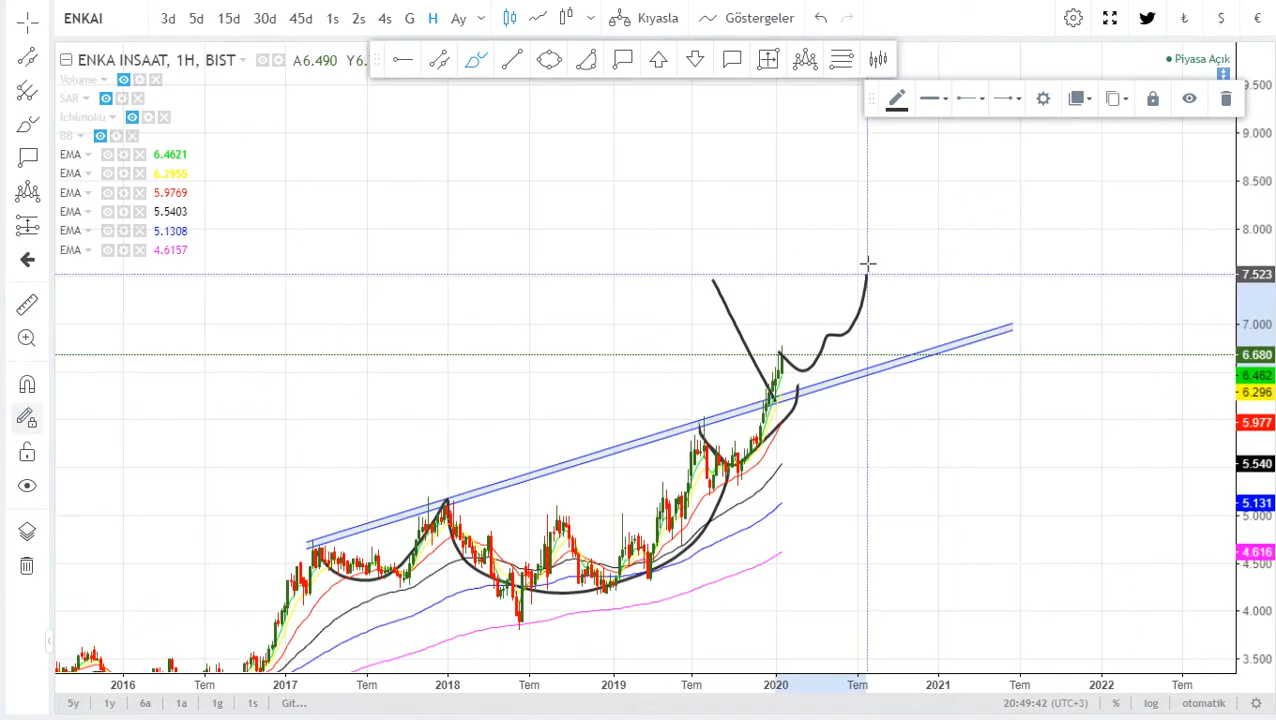 ENKAI 3d 5d 15d 30d 45d 1s 2s 4s G H Ay Kıyasla Göstergeler ₺ $ €
ENKA INSAAT, 1H, BIST A6.490 Y6.
Piyasa Açık
Volume
SAR
Ichimoku
BB
EMA 6.4621
EMA 6.2955
EMA 5.9769
EMA 5.5403
EMA 5.1308
EMA 4.6157
9.500
9.000
8.500
8.000
7.523
7.000
6.680
6.462
6.296
5.977
5.540
5.131
5.000
4.616
4.500
4.000
3.500
2016 Tem 2017 Tem 2018 Tem 2019 Tem 2020 Tem 2021 Tem 2022 Tem
5y 1y 6a 1a 1g 1s Git... 20:49:42 (UTC+3) % log otomatik